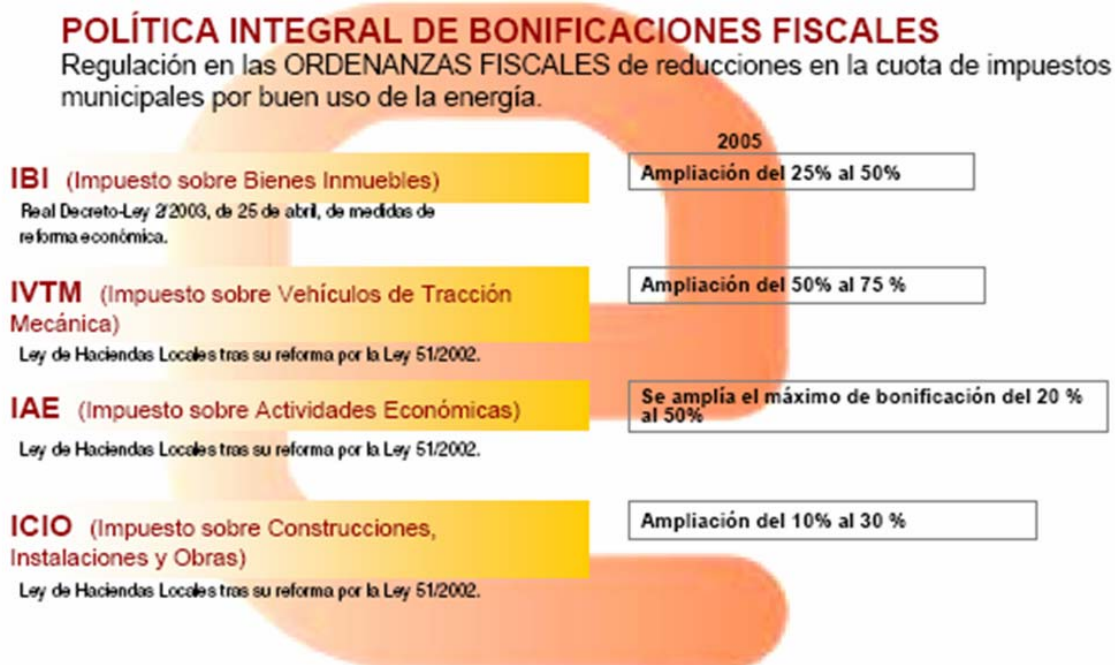 POLÍTICA INTEGRAL DE BONIFICACIONES FISCALES
Regulación en las ORDENANZAS FISCALES de reducciones en la cuota de impuestos
municipales por buen uso de la energía.
2005
IBI (Impuesto sobre Bienes Inmuebles)
Ampliación del 25% al 50%
Real Decreto-Ley 2/2003, de 25 de abril, de medidas de
reforma económica.
IVTM (Impuesto sobre Vehículos de Tracción
Mecánica)
Ampliación del 50% al 75 %
Ley de Haciendas Locales tras su reforma por la Ley 51/2002.
IAE (Impuesto sobre Actividades Económicas)
Se amplía el máximo de bonificación del 20 %
al 50%
Ley de Haciendas Locales tras su reforma por la Ley 51/2002.
ICIO (Impuesto sobre Construcciones,
Instalaciones y Obras)
Ampliación del 10% al 30 %
Ley de Haciendas Locales tras su reforma por la Ley 51/2002.